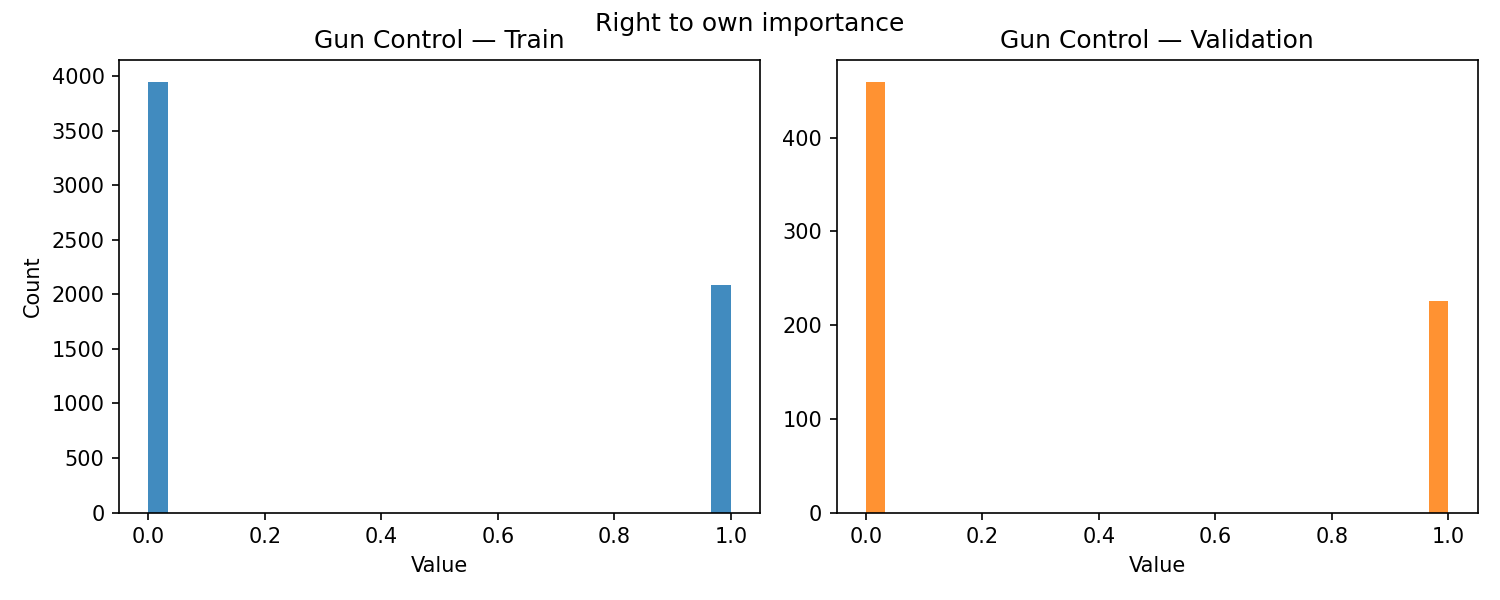 Right to own importance
Gun Control — Train
Gun Control — Validation
4000
3500
3000
2500
2000
1500
1000
500
0
Count
0.0 0.2 0.4 0.6 0.8 1.0
Value
400
300
200
100
0
0.0 0.2 0.4 0.6 0.8 1.0
Value